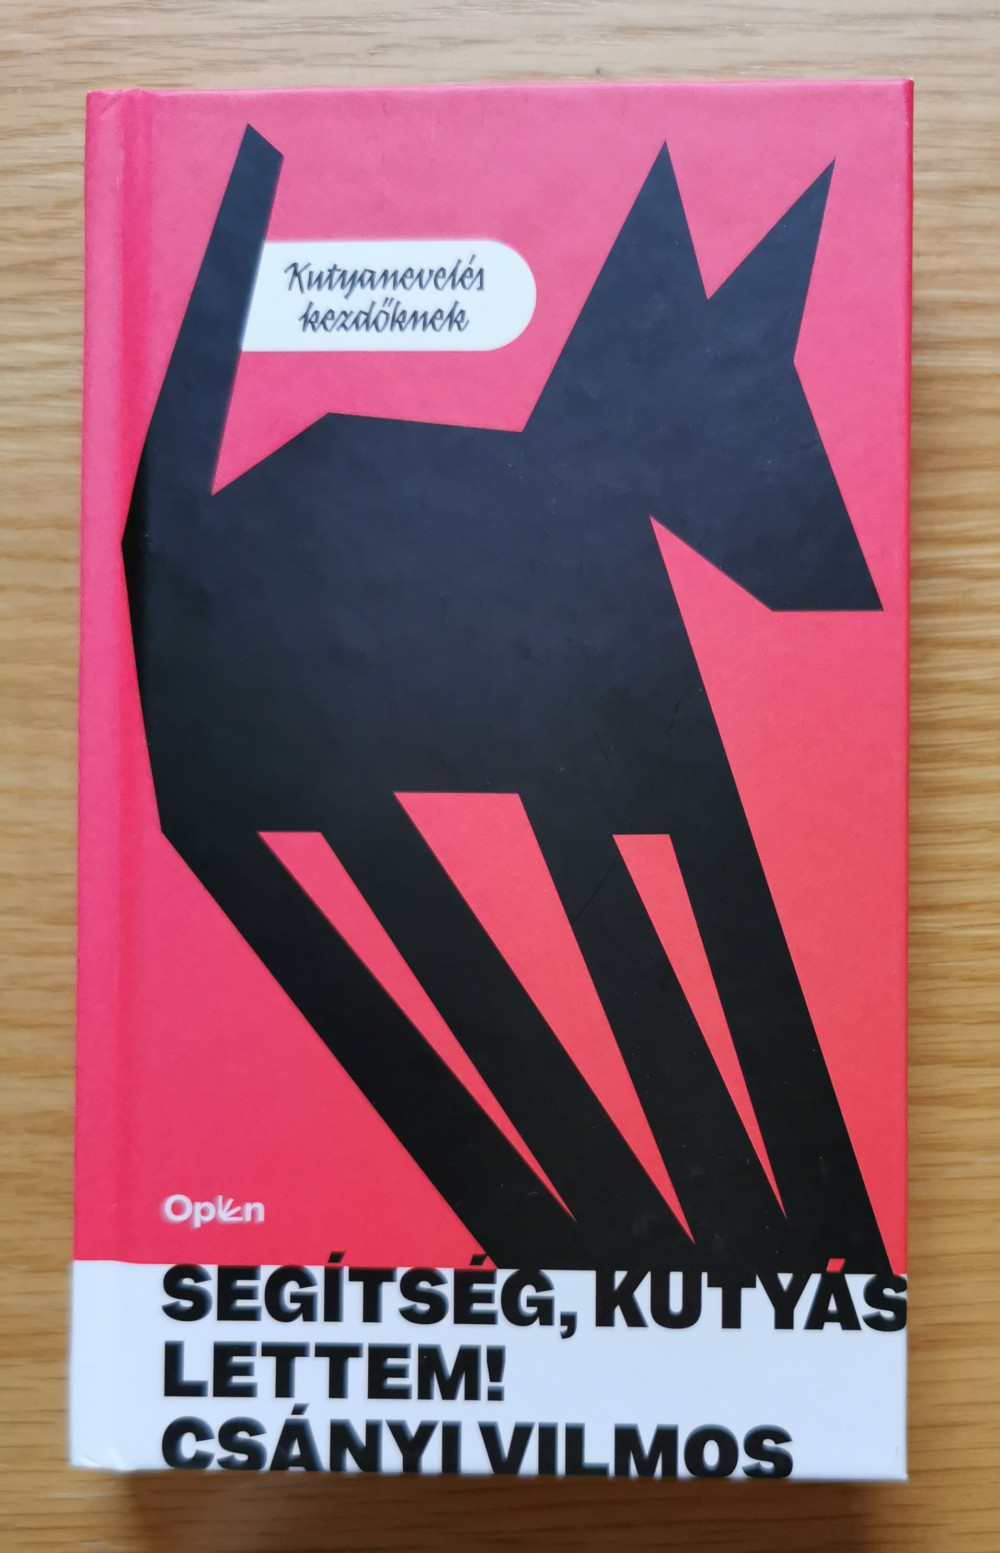 Kutyanevelés
kezdőknek
Open
SEGÍTSÉG, KUTYÁS
LETTEM!
CSÁNYI VILMOS